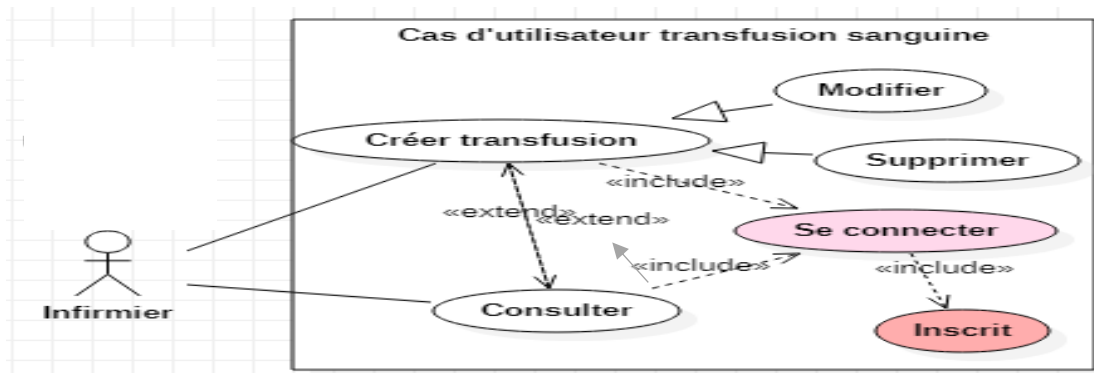 Cas d'utilisateur transfusion sanguine
Modifier
Créer transfusion
Supprimer
«include»
«extend»
«extend»
Se connecter
«include»
«include»
Consulter
Infirmier
Inscrit